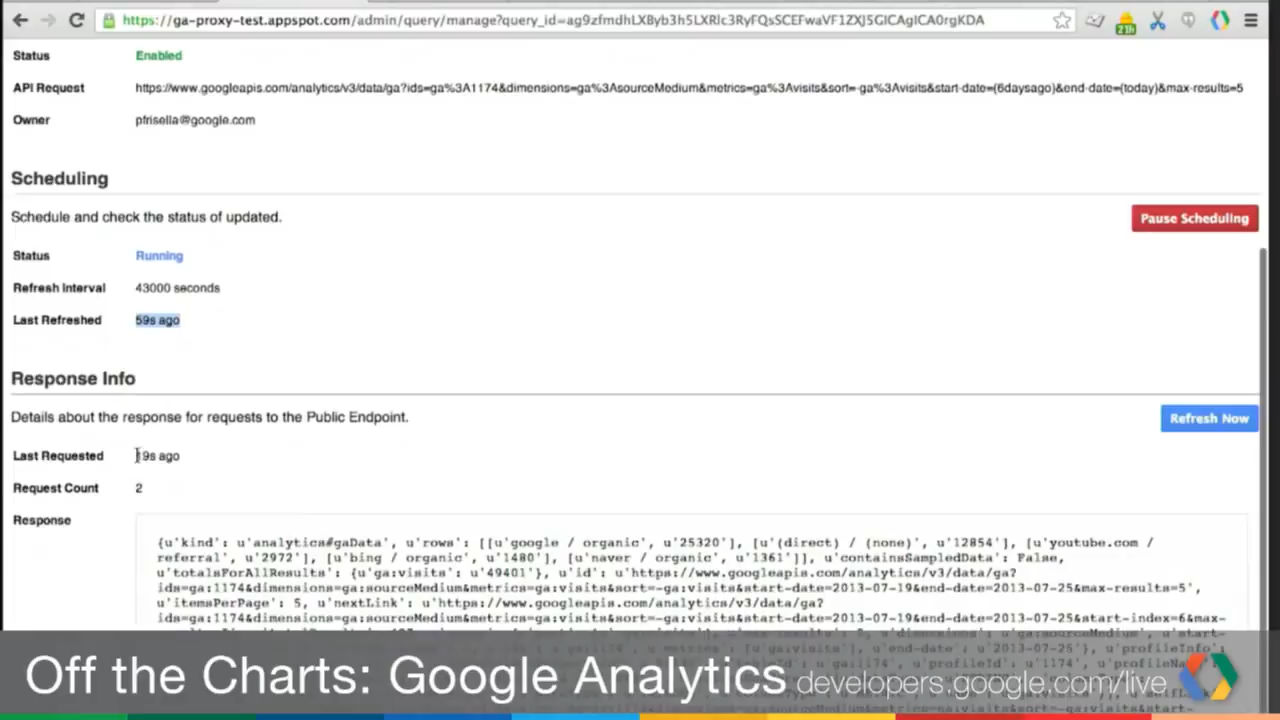 https://ga-proxy-test.appspot.com/admin/query/manage?query_id=ag9zfmdhLXByb3h5LXRlc3RyFQsSCEFwaVF1ZXJ5GICAgICA0rgKDA
21h
Status Enabled
API Request https://www.googleapis.com/analytics/v3/data/ga?ids=ga%3A1174&dimensions=ga%3AsourceMedium&metrics=ga%3Avisits&sort=-ga%3Avisits&start-date={6daysago}&end-date={today}&max-results=5
Owner pfrisella@google.com
Scheduling
Schedule and check the status of updated.
Pause Scheduling
Status Running
Refresh Interval 43000 seconds
Last Refreshed 59s ago
Response Info
Details about the response for requests to the Public Endpoint.
Refresh Now
Last Requested 19s ago
Request Count 2
Response
{u'kind': u'analytics#gaData', u'rows': [[u'google / organic', u'25320'], [u'(direct) / (none)', u'12854'], [u'youtube.com /
referral', u'2972'], [u'bing / organic', u'1480'], [u'naver / organic', u'1361']], u'containsSampledData': False,
u'totalsForAllResults': {u'ga:visits': u'49401'}, u'id': u'https://www.googleapis.com/analytics/v3/data/ga?
ids=ga:1174&dimensions=ga:sourceMedium&metrics=ga:visits&sort=-ga:visits&start-date=2013-07-19&end-date=2013-07-25&max-results=5',
u'itemsPerPage': 5, u'nextLink': u'https://www.googleapis.com/analytics/v3/data/ga?
ids=ga:1174&dimensions=ga:sourceMedium&metrics=ga:visits&sort=-ga:visits&start-date=2013-07-19&end-date=2013-07-25&start-index=6&max-
Off the Charts: Google Analytics developers.google.com/live